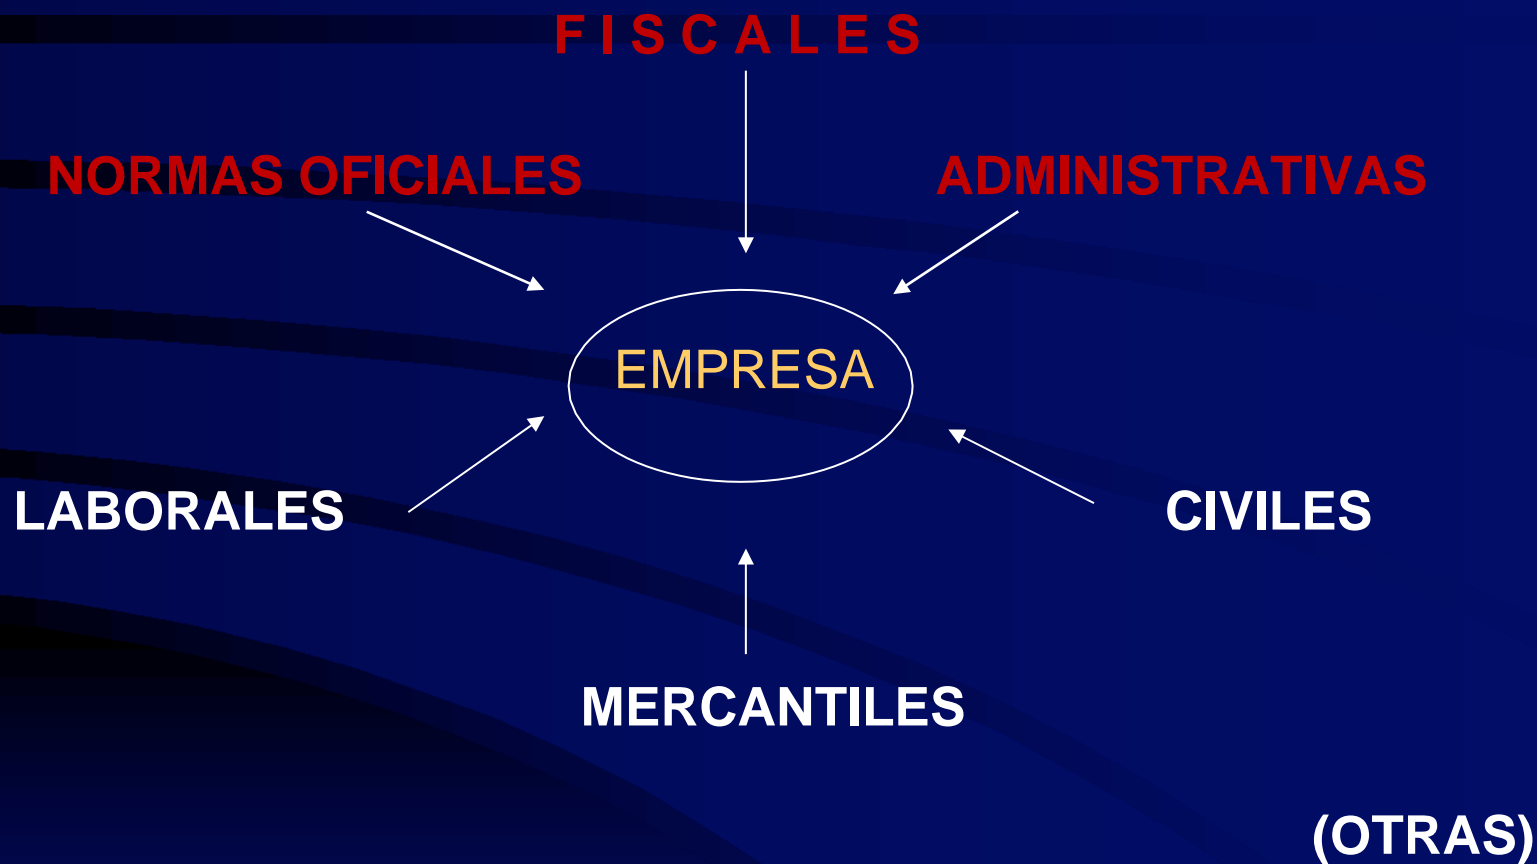 F I S C A L E S
NORMAS OFICIALES
ADMINISTRATIVAS
EMPRESA
LABORALES
CIVILES
MERCANTILES
(OTRAS)